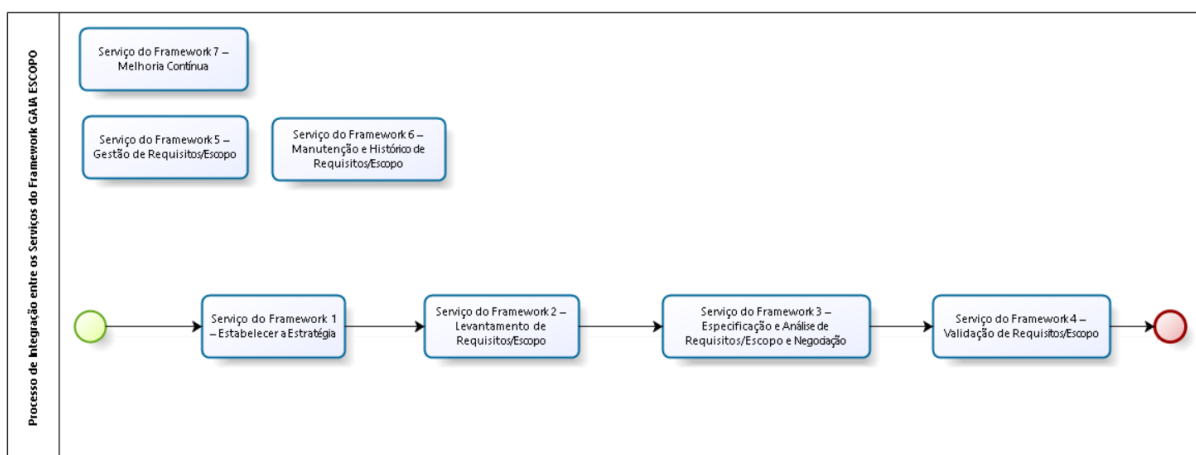 Processo de Integração entre os Serviços do Framework GAIA ESCOPO
Serviço do Framework 7 –
Melhoria Contínua
Serviço do Framework 5 –
Gestão de Requisitos/Escopo
Serviço do Framework 6 –
Manutenção e Histórico de
Requisitos/Escopo
Serviço do Framework 1
– Estabelecer a Estratégia
Serviço do Framework 2 –
Levantamento de
Requisitos/Escopo
Serviço do Framework 3 –
Especificação e Análise de
Requisitos/Escopo e Negociação
Serviço do Framework 4 –
Validação de Requisitos/Escopo